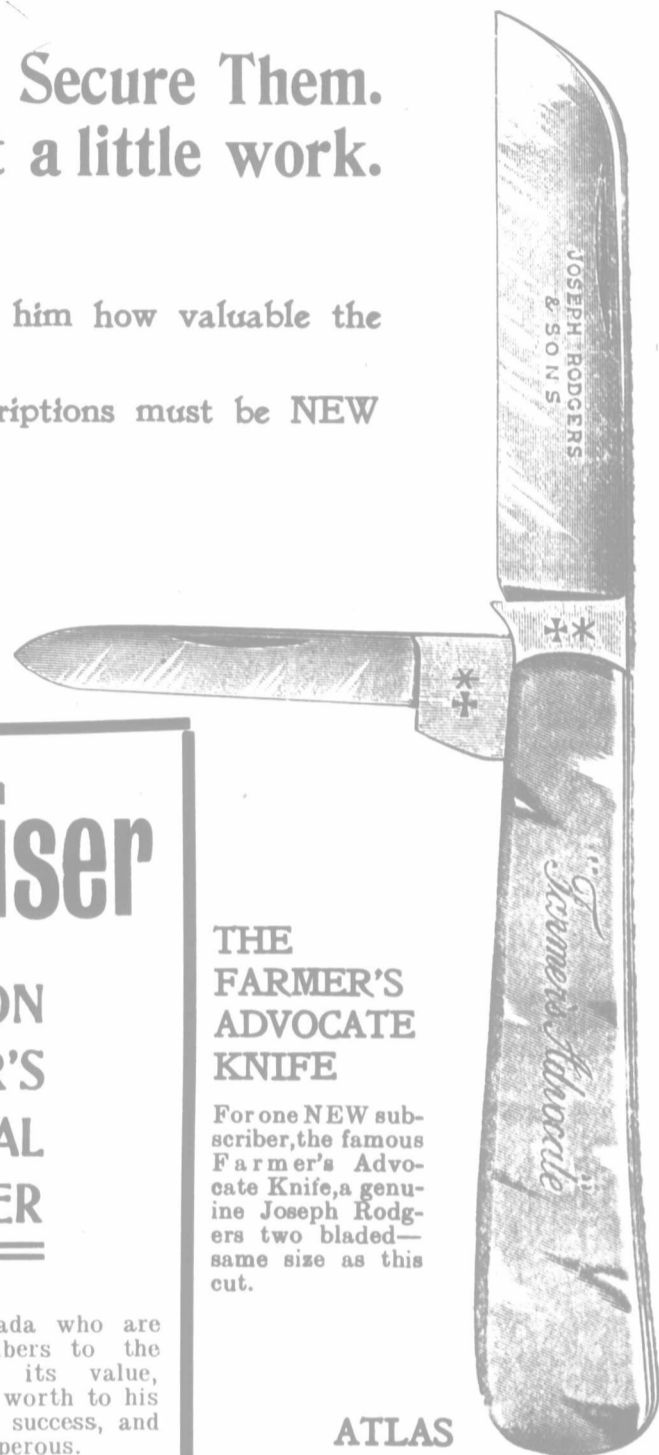 Secure Them.
a little work.
him how valuable the
riptions must be NEW
JOSEPH RODGERS
& SONS
iser
ON
R'S
AL
ER
THE
FARMER'S
ADVOCATE
KNIFE
For one NEW sub-
scriber, the famous
Farmer's Advo-
cate Knife, a genu-
ine Joseph Rodg-
ers two bladed—
same size as this
cut.
"Farmer's Advocate"
ada who are
bers to the
its value,
worth to his
success, and
perous.
ATLAS